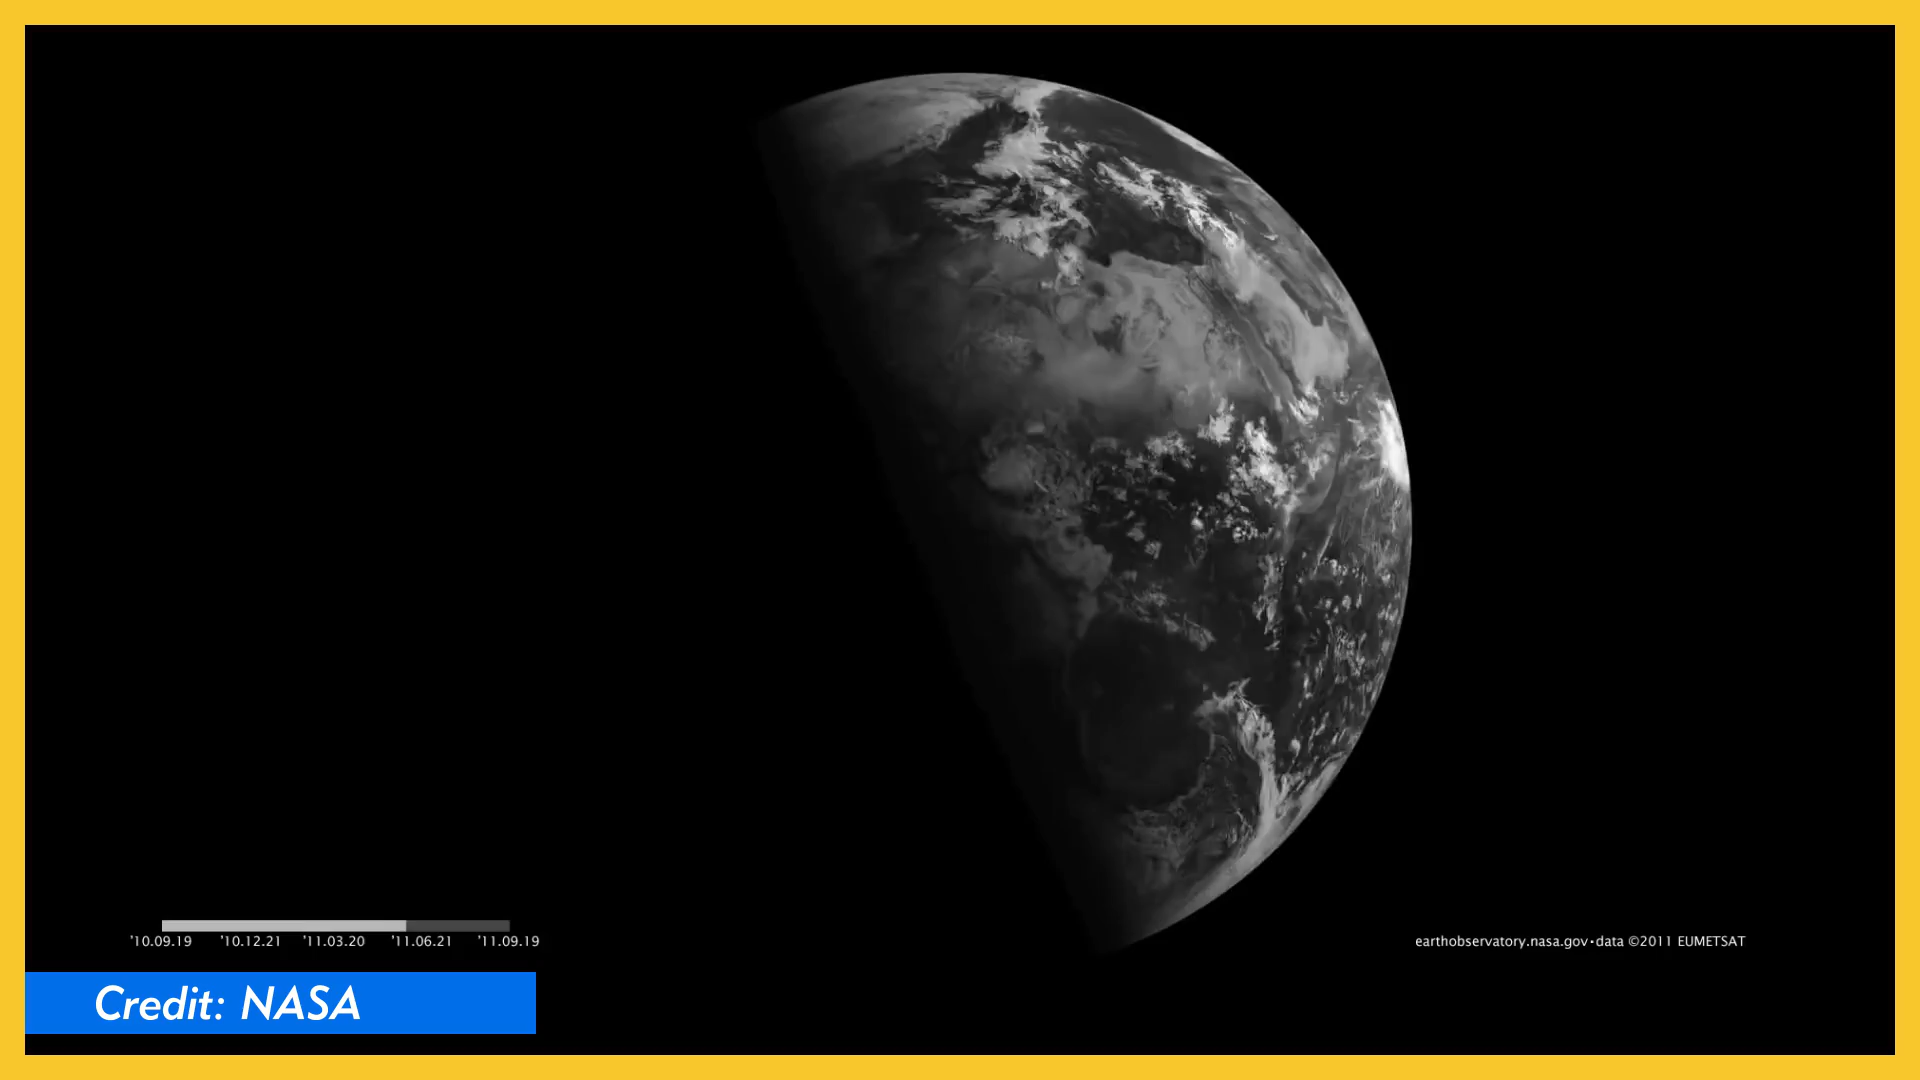 '10.09.19 '10.12.21 '11.03.20 '11.06.21 '11.09.19
earthobservatory.nasa.gov•data ©2011 EUMETSAT
Credit: NASA